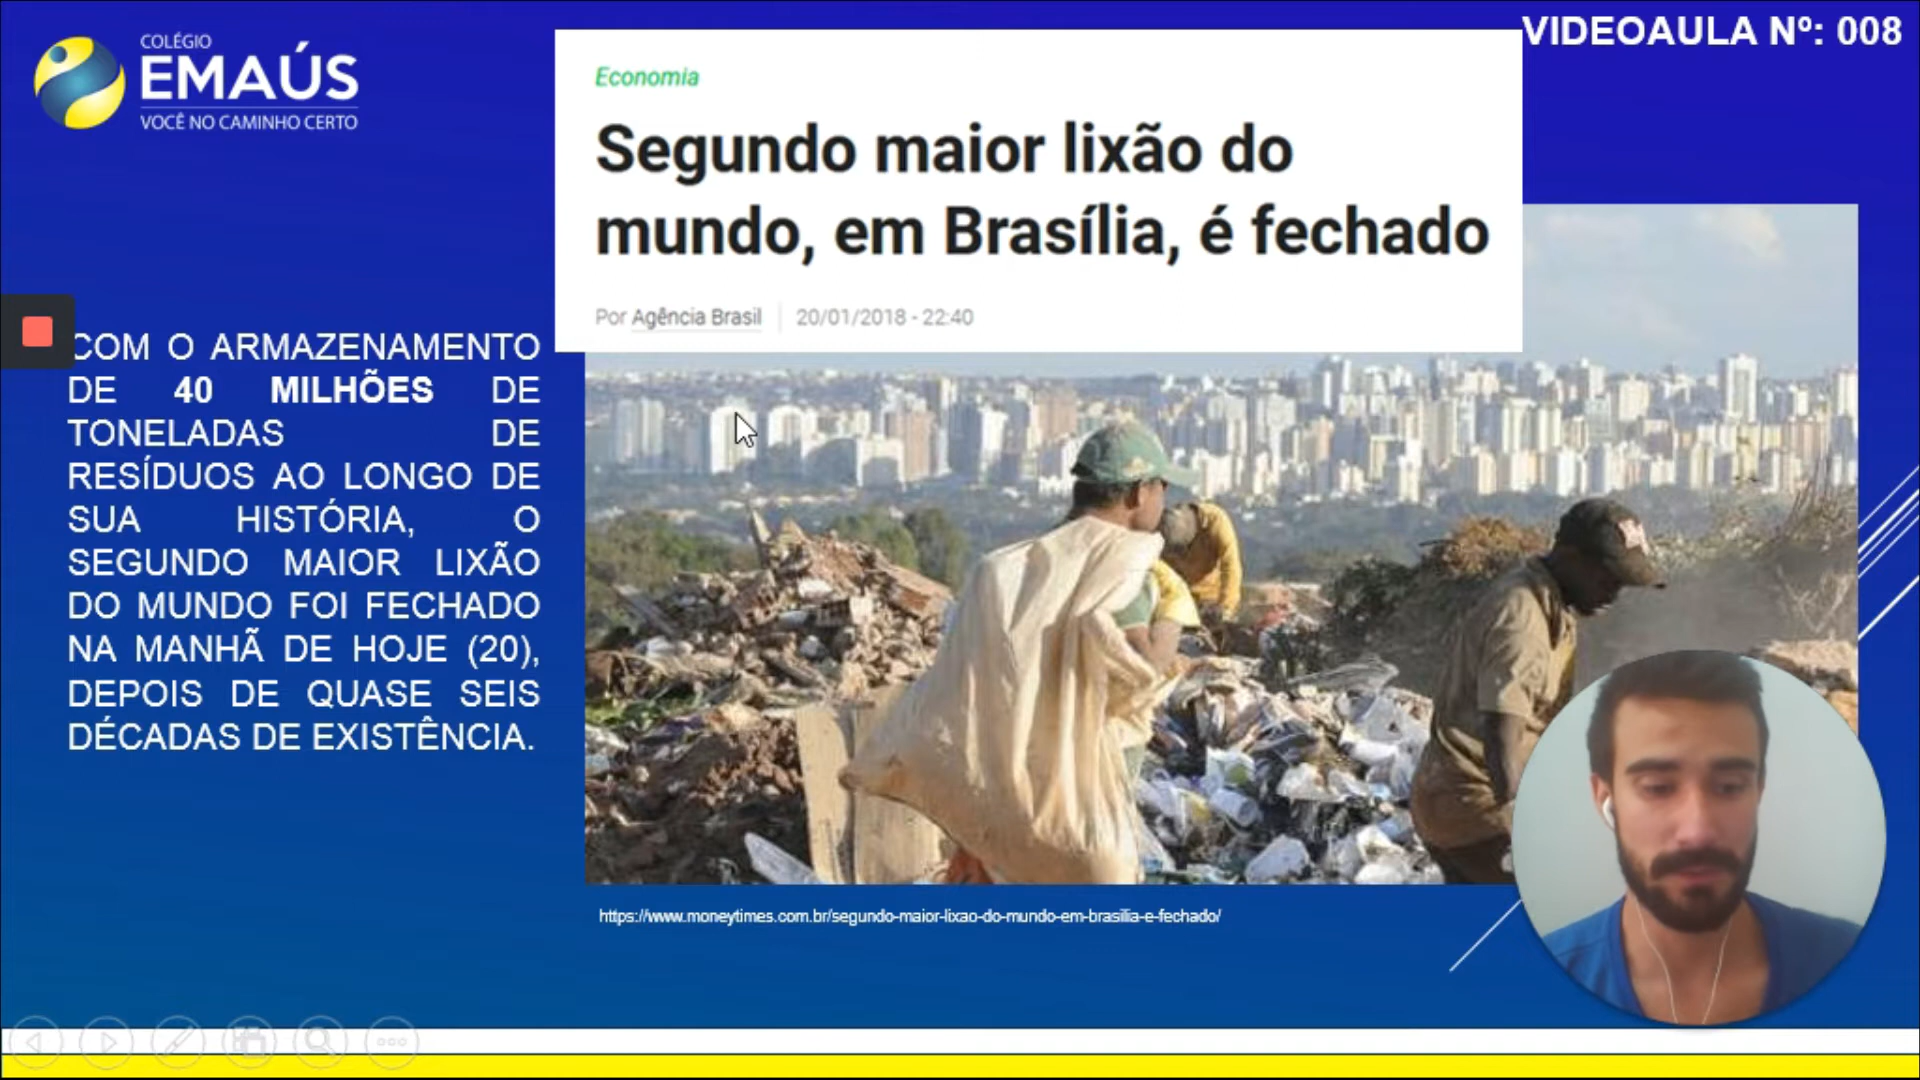 COLÉGIO
EMAÚS
VOCÊ NO CAMINHO CERTO
VIDEOAULA Nº: 008
Economia
Segundo maior lixão do
mundo, em Brasília, é fechado
Por Agência Brasil | 20/01/2018 - 22:40
COM O ARMAZENAMENTO
DE 40 MILHÕES DE
TONELADAS DE
RESÍDUOS AO LONGO DE
SUA HISTÓRIA, O
SEGUNDO MAIOR LIXÃO
DO MUNDO FOI FECHADO
NA MANHÃ DE HOJE (20),
DEPOIS DE QUASE SEIS
DÉCADAS DE EXISTÊNCIA.
https://www.moneytimes.com.br/segundo-maior-lixao-do-mundo-em-brasilia-e-fechado/